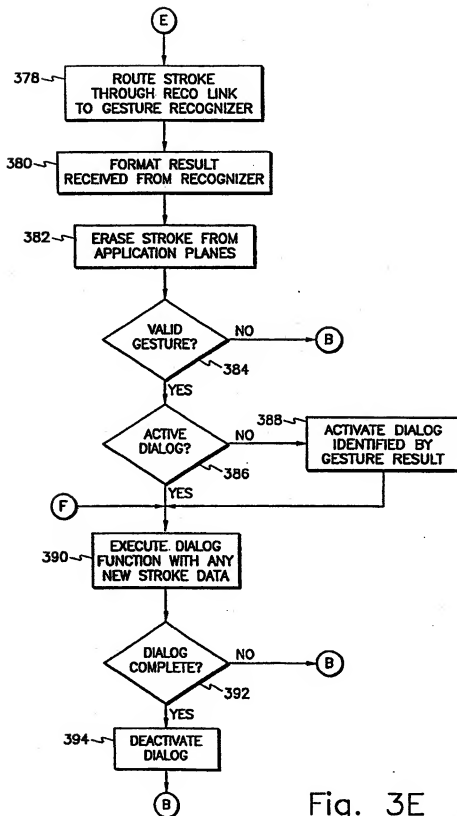 E
378
ROUTE STROKE
THROUGH RECO LINK
TO GESTURE RECOGNIZER
380
FORMAT RESULT
RECEIVED FROM RECOGNIZER
382
ERASE STROKE FROM
APPLICATION PLANES
VALID
GESTURE?
NO
B
384
YES
388
ACTIVE
DIALOG?
NO
ACTIVATE DIALOG
IDENTIFIED BY
GESTURE RESULT
386
YES
F
390
EXECUTE DIALOG
FUNCTION WITH ANY
NEW STROKE DATA
DIALOG
COMPLETE?
NO
B
392
YES
394
DEACTIVATE
DIALOG
B
Fig. 3E